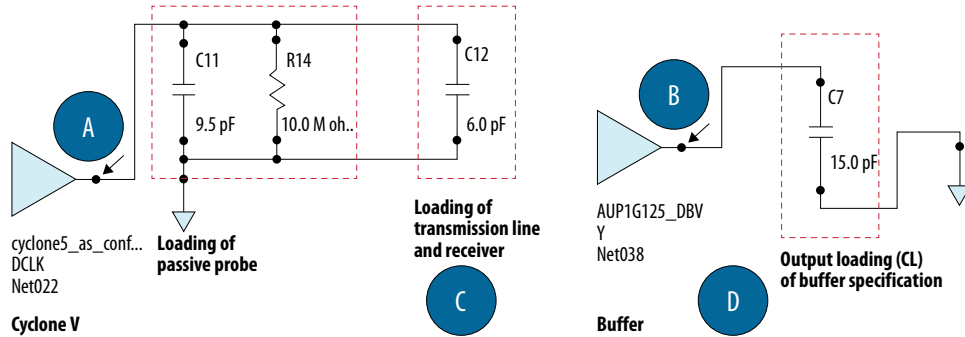 C11
R14
C12
9.5 pF
10.0 M oh..
6.0 pF
A
cyclone5_as_conf...
DCLK
Net022
Cyclone V
Loading of
passive probe
Loading of
transmission line
and receiver
C
B
C7
15.0 pF
AUP1G125_DBV
Y
Net038
Buffer
Output loading (CL)
of buffer specification
D